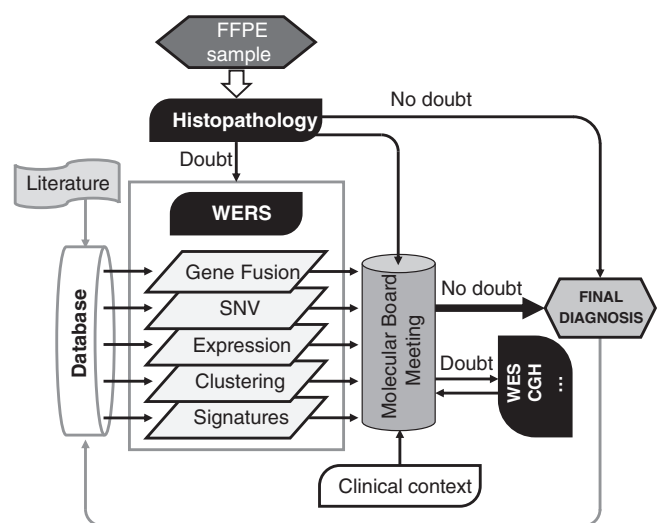 FFPE
sample
Histopathology
No doubt
Doubt
Literature
WERS
Database
Gene Fusion
SNV
Expression
Clustering
Signatures
Molecular Board
Meeting
No doubt
FINAL
DIAGNOSIS
Doubt
WES
CGH
...
Clinical context